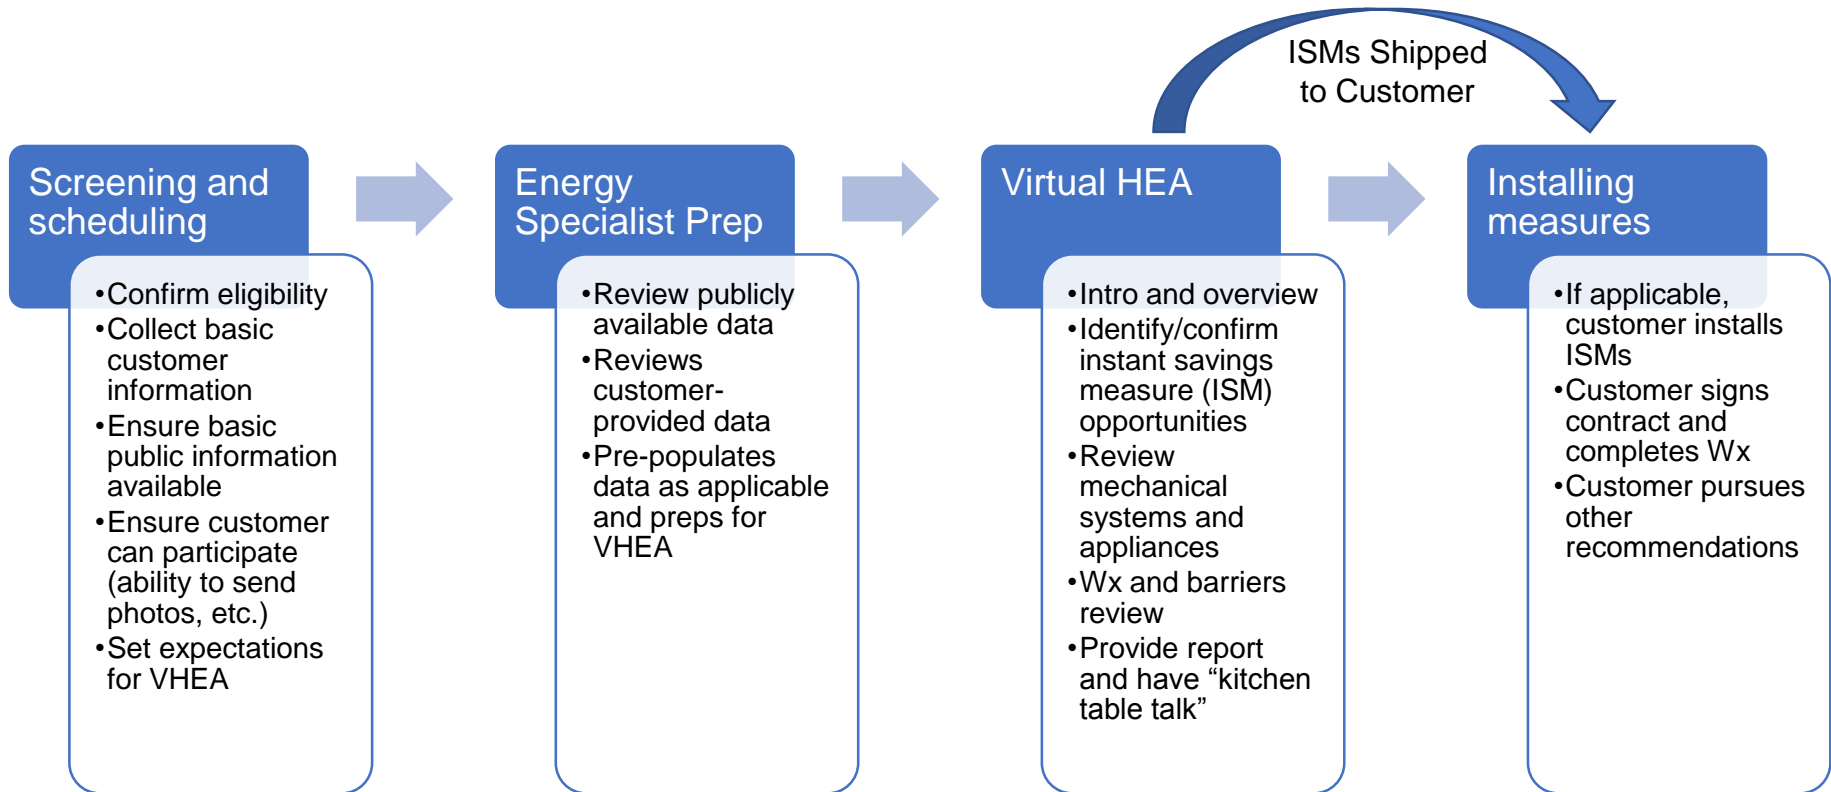 ISMs Shipped
to Customer
Screening and
scheduling
•Confirm eligibility
•Collect basic
customer
information
•Ensure basic
public information
available
•Ensure customer
can participate
(ability to send
photos, etc.)
•Set expectations
for VHEA
Energy
Specialist Prep
•Review publicly
available data
•Reviews
customer-
provided data
•Pre-populates
data as applicable
and preps for
VHEA
Virtual HEA
•Intro and overview
•Identify/confirm
instant savings
measure (ISM)
opportunities
•Review
mechanical
systems and
appliances
•Wx and barriers
review
•Provide report
and have “kitchen
table talk”
Installing
measures
•If applicable,
customer installs
ISMs
•Customer signs
contract and
completes Wx
•Customer pursues
other
recommendations